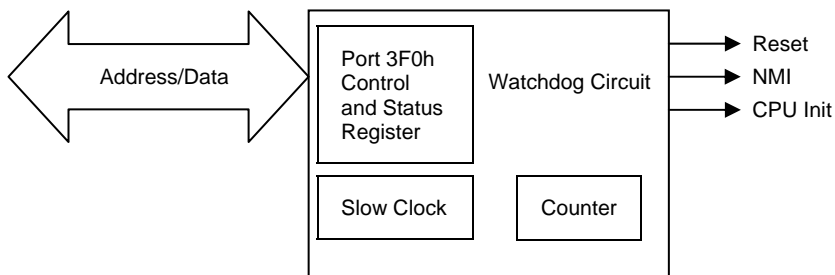 Address/Data
Port 3F0h
Control
and Status
Register
Watchdog Circuit
Slow Clock
Counter
Reset
NMI
CPU Init